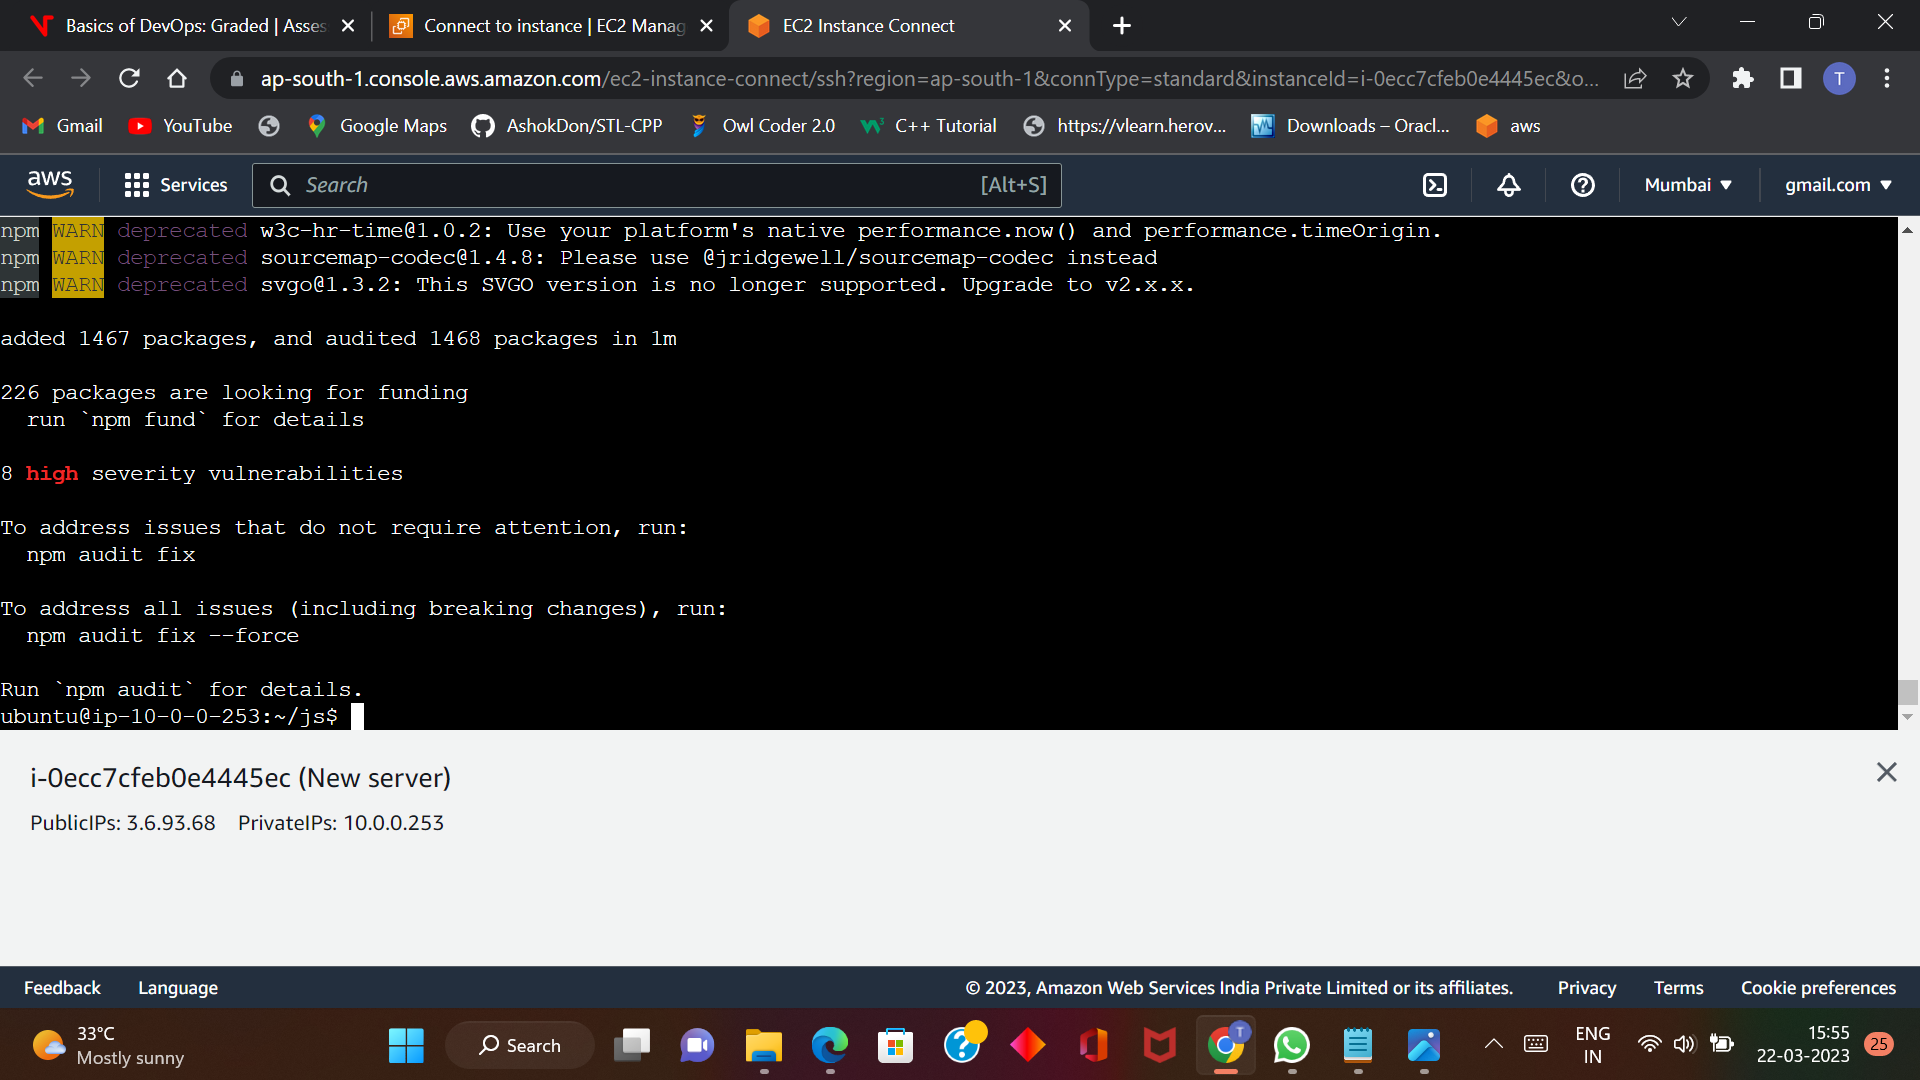 Basics of DevOps: Graded | Asses
Connect to instance | EC2 Manag
EC2 Instance Connect
ap-south-1.console.aws.amazon.com/ec2-instance-connect/ssh?region=ap-south-1&connType=standard&instanceId=i-0ecc7cfeb0e4445ec&o...
T
Gmail YouTube Google Maps AshokDon/STL-CPP Owl Coder 2.0 C++ Tutorial https://vlearn.herov... Downloads – Oracl... aws
aws Services Search [Alt+S] Mumbai gmail.com
npm WARN deprecated w3c-hr-time@1.0.2: Use your platform's native performance.now() and performance.timeOrigin.
npm WARN deprecated sourcemap-codec@1.4.8: Please use @jridgewell/sourcemap-codec instead
npm WARN deprecated svgo@1.3.2: This SVGO version is no longer supported. Upgrade to v2.x.x.
added 1467 packages, and audited 1468 packages in 1m
226 packages are looking for funding
run `npm fund` for details
8 high severity vulnerabilities
To address issues that do not require attention, run:
npm audit fix
To address all issues (including breaking changes), run:
npm audit fix --force
Run `npm audit` for details.
ubuntu@ip-10-0-0-253:~/js$
i-0ecc7cfeb0e4445ec (New server)
PublicIPs: 3.6.93.68 PrivateIPs: 10.0.0.253
Feedback Language © 2023, Amazon Web Services India Private Limited or its affiliates. Privacy Terms Cookie preferences
33°C
Mostly sunny
Search
T
ENG
IN
15:55
22-03-2023
25